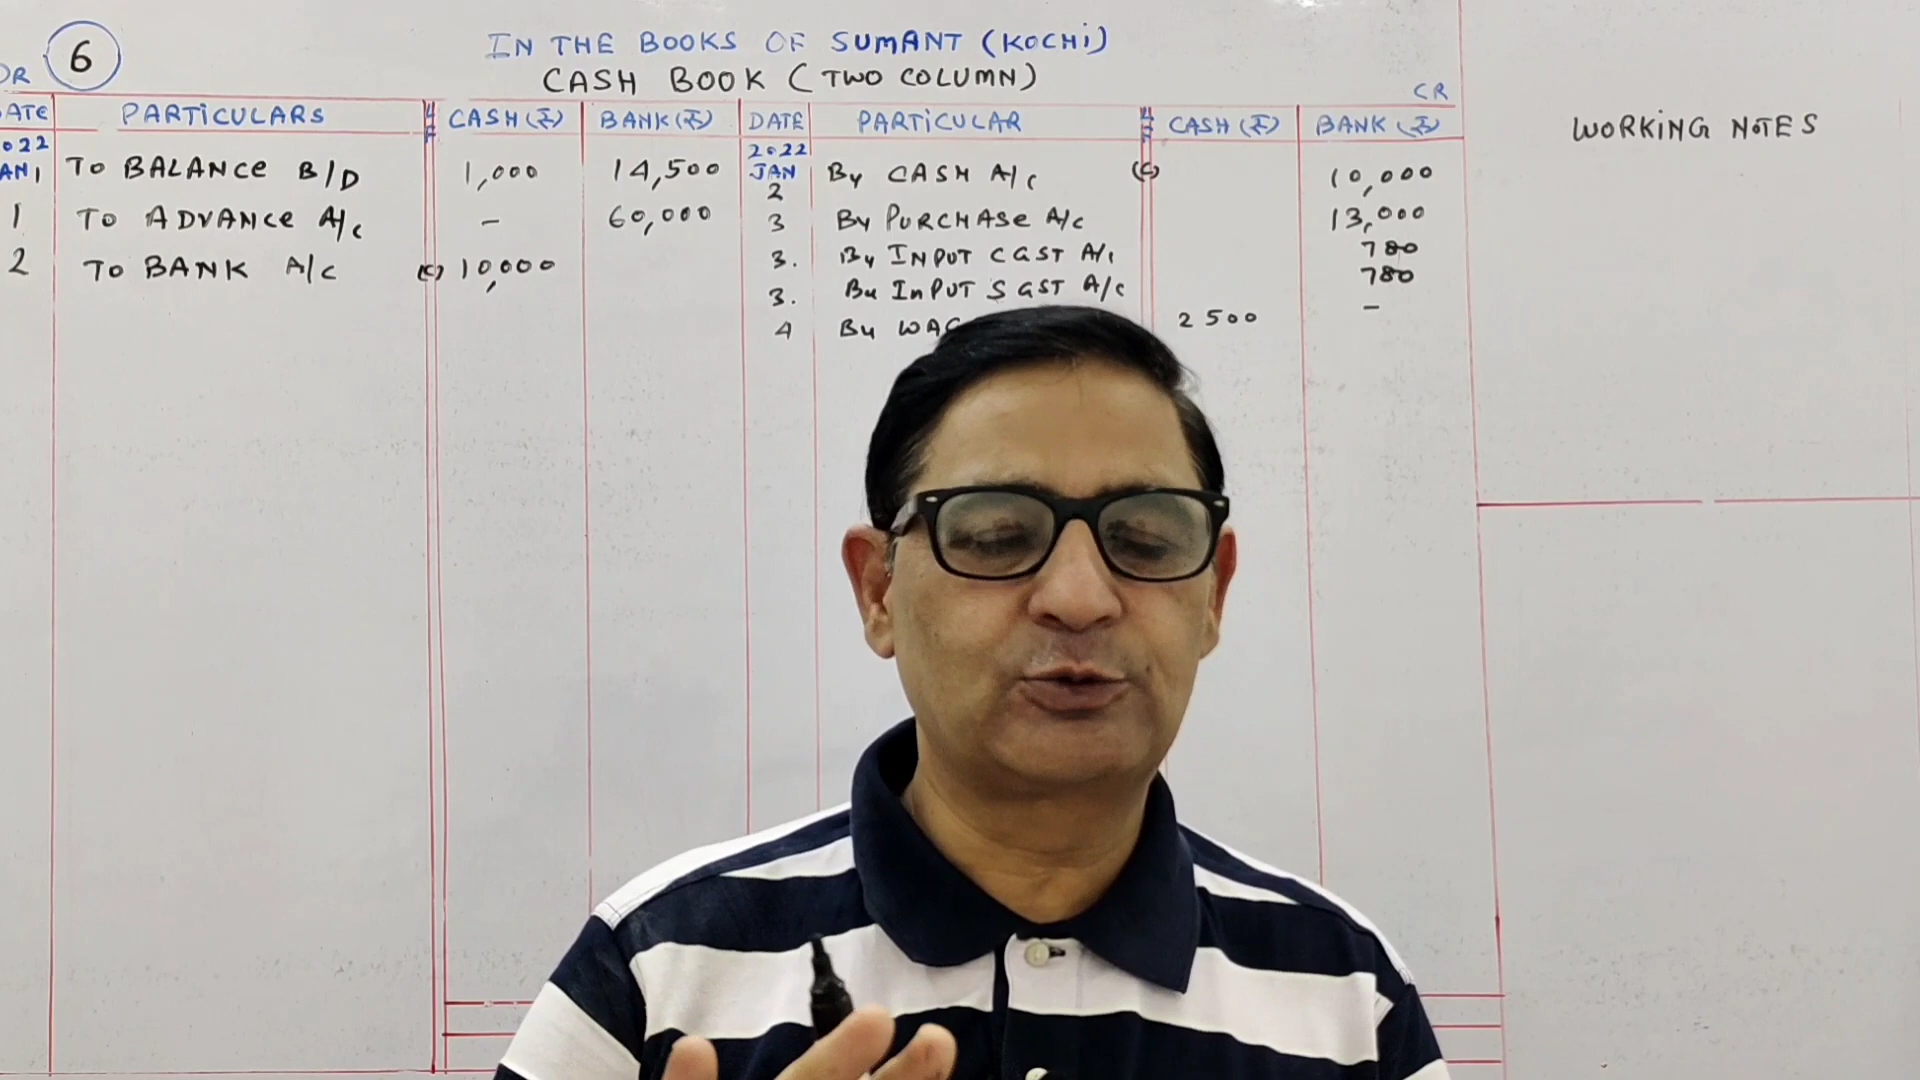 6
IN THE BOOKS OF SUMANT (KOCHI)
CASH BOOK (TWO COLUMN)
DR
CR
DATE PARTICULARS LF CASH (₹) BANK (₹) DATE PARTICULAR LF CASH (₹) BANK (₹)
2022 2022
JAN 1 TO BALANCE B/D 1,000 14,500 JAN 2 By CASH A/C (C) 10,000
1 TO ADVANCE A/C – 60,000 3 By PURCHASE A/C 13,000
2 TO BANK A/C (C) 10,000 3. By INPUT CGST A/C 780
3. By INPUT SGST A/C 780
4 By 2500 –
WORKING NOTES